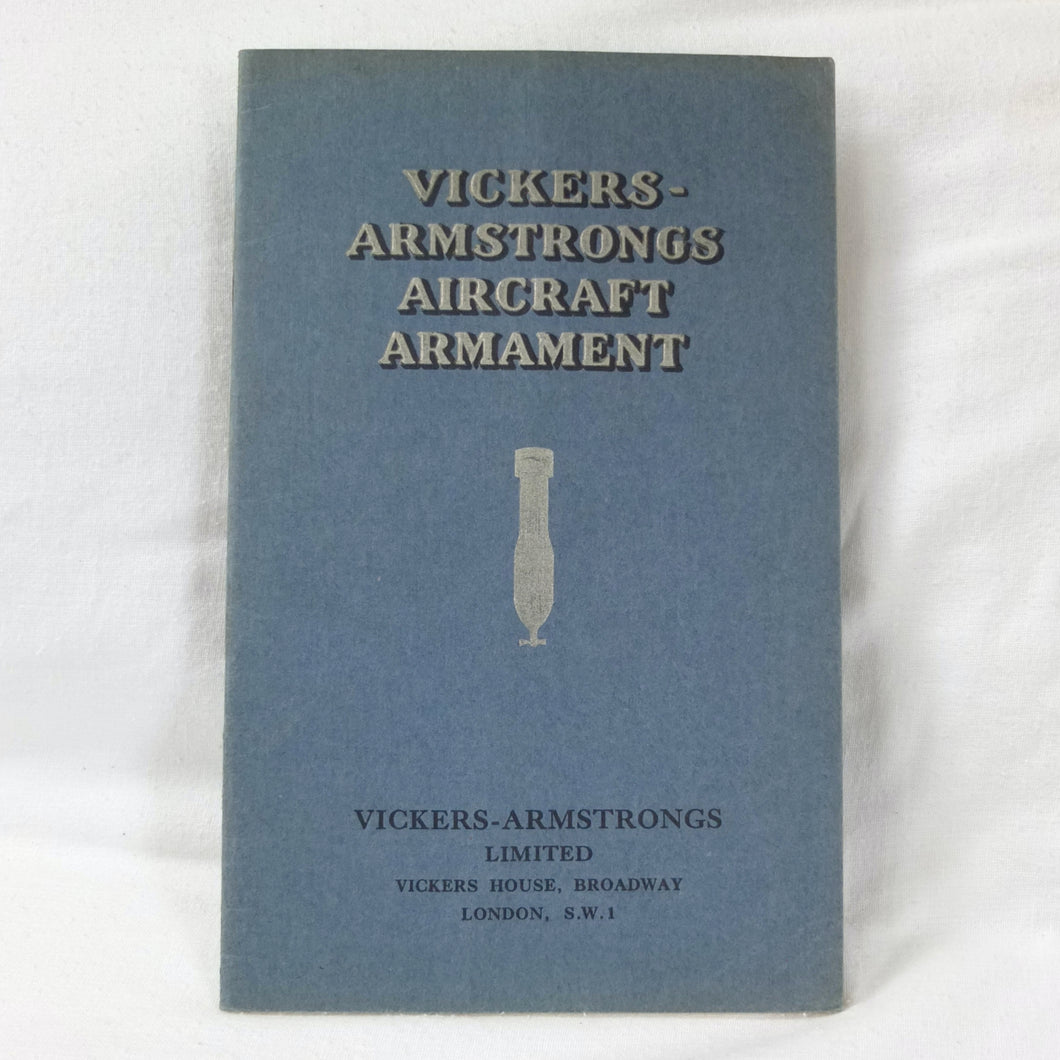 VICKERS-
ARMSTRONGS
AIRCRAFT
ARMAMENT
VICKERS-ARMSTRONGS
LIMITED
VICKERS HOUSE, BROADWAY
LONDON, S.W.1